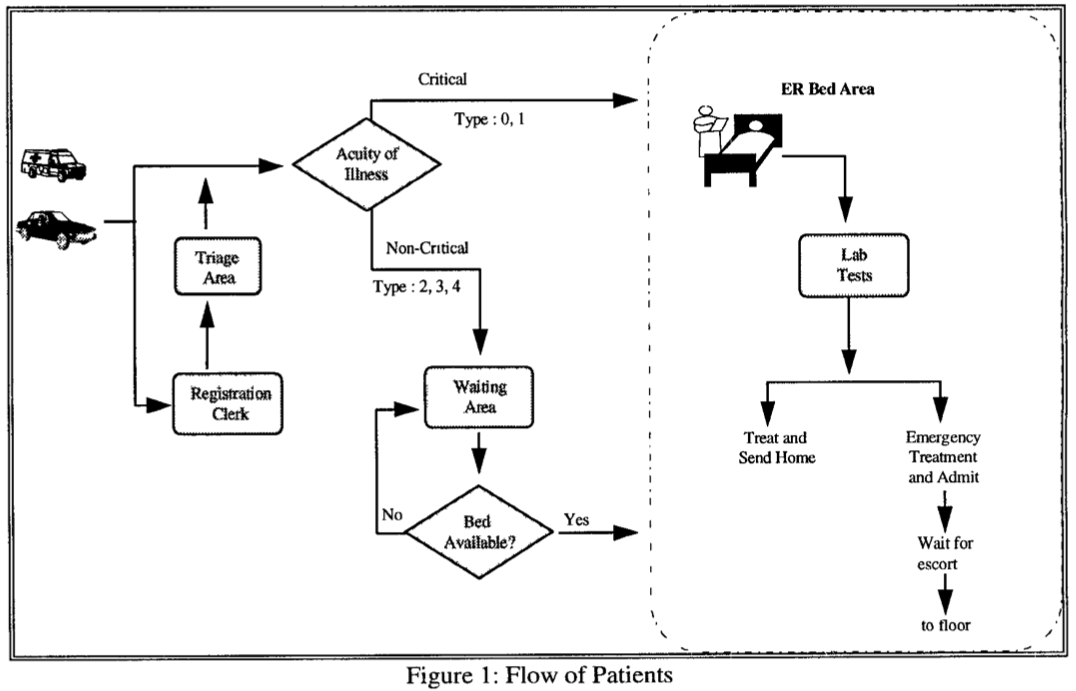 Critical
Type : 0, 1
ER Bed Area
Acuity of
Illness
Non-Critical
Type : 2, 3, 4
Triage
Area
Registration
Clerk
Waiting
Area
No
Bed
Available?
Yes
Lab
Tests
Treat and
Send Home
Emergency
Treatment
and Admit
Wait for
escort
to floor
Figure 1: Flow of Patients